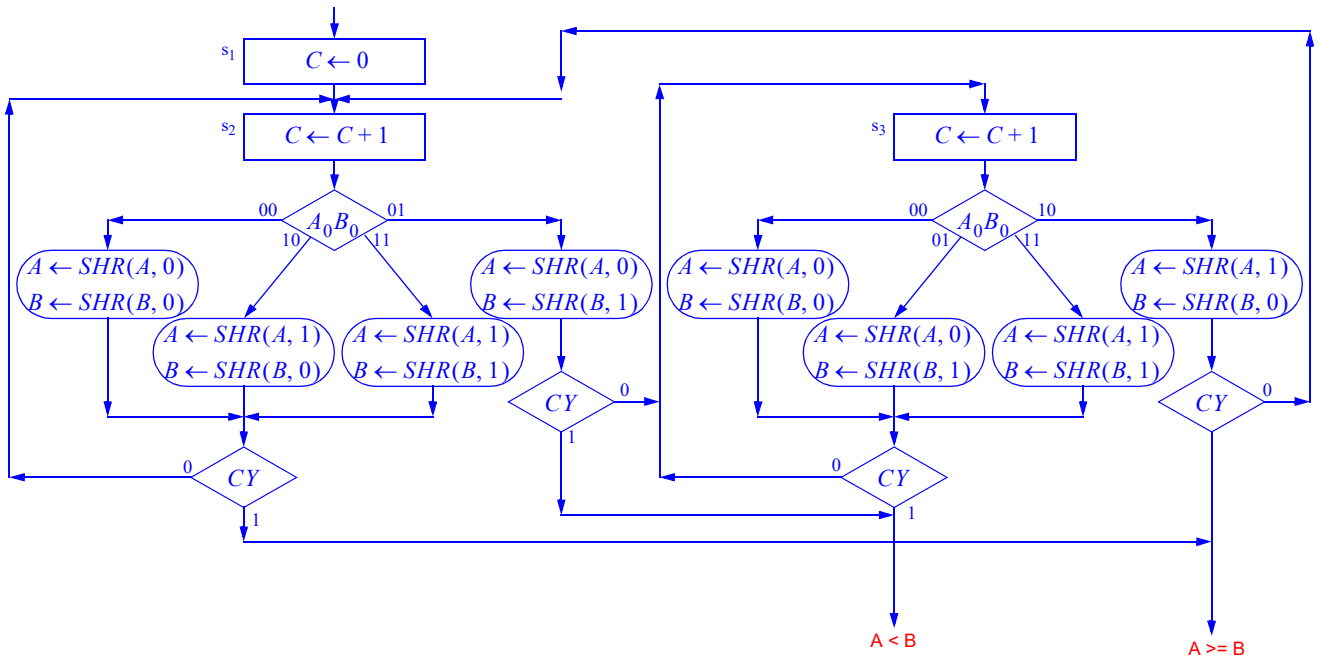 s1
C ← 0
s2
C ← C + 1
s3
C ← C + 1
A0B0
00
01
10
11
A0B0
00
10
01
11
A ← SHR(A, 0)
B ← SHR(B, 0)
A ← SHR(A, 0)
B ← SHR(B, 1)
A ← SHR(A, 0)
B ← SHR(B, 0)
A ← SHR(A, 1)
B ← SHR(B, 0)
A ← SHR(A, 1)
B ← SHR(B, 0)
A ← SHR(A, 1)
B ← SHR(B, 1)
A ← SHR(A, 0)
B ← SHR(B, 1)
A ← SHR(A, 1)
B ← SHR(B, 1)
CY
0
1
CY
0
1
CY
0
1
CY
0
A < B
A >= B